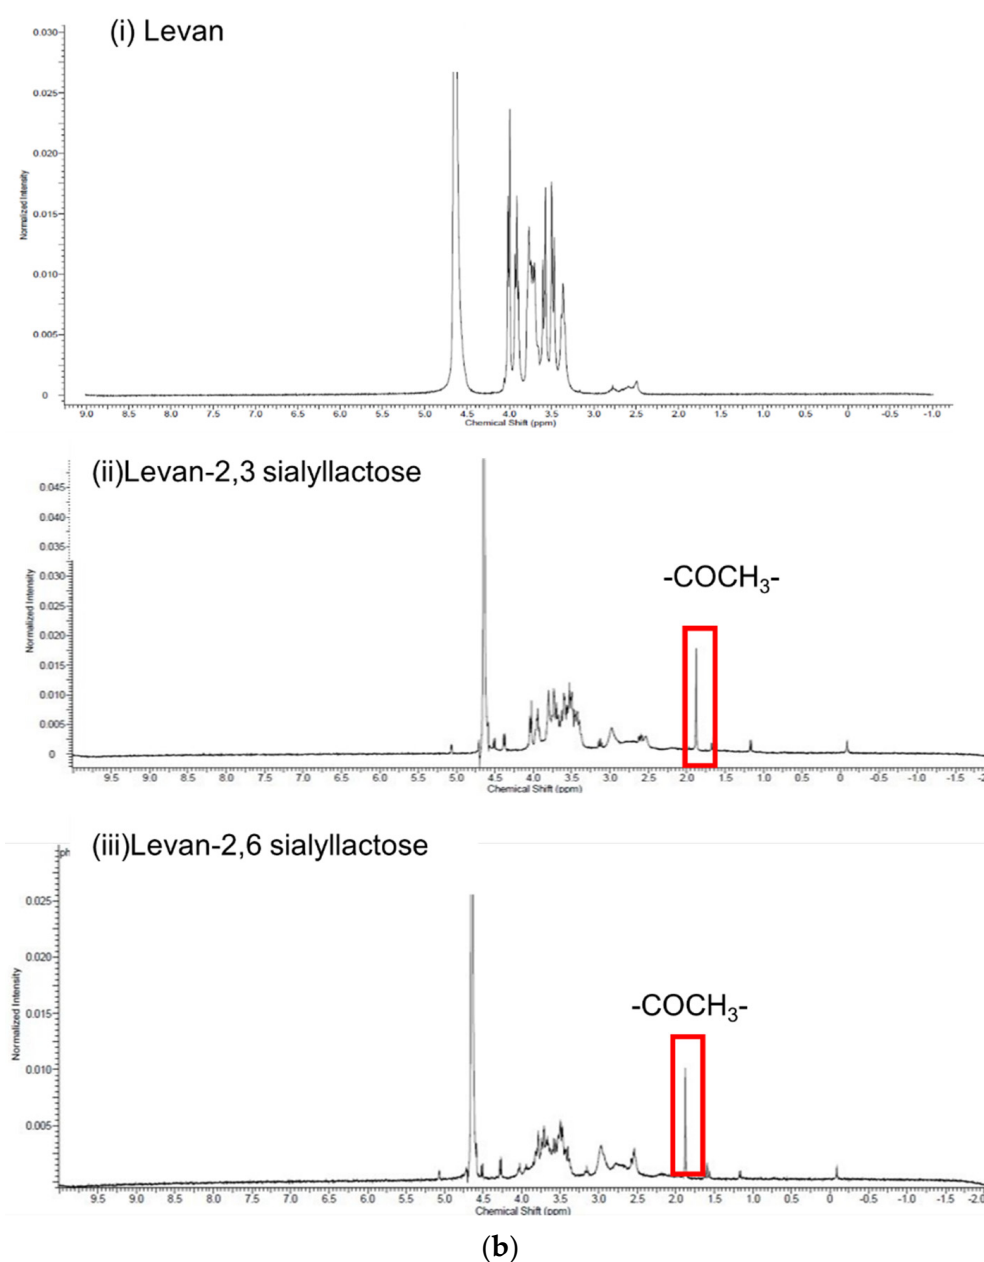 (i) Levan
0.030
0.025
0.020
0.015
0.010
0.005
0
Normalized Intensity
9.0 8.5 8.0 7.5 7.0 6.5 6.0 5.5 5.0 4.5 4.0 3.5 3.0 2.5 2.0 1.5 1.0 0.5 0 -0.5 -1.0
Chemical Shift (ppm)
(ii)Levan-2,3 sialyllactose
0.045
0.040
0.035
0.030
0.025
0.020
0.015
0.010
0.005
0
Normalized Intensity
-COCH₃-
9.5 9.0 8.5 8.0 7.5 7.0 6.5 6.0 5.5 5.0 4.5 4.0 3.5 3.0 2.5 2.0 1.5 1.0 0.5 0 -0.5 -1.0 -1.5 -2.0
Chemical Shift (ppm)
(iii)Levan-2,6 sialyllactose
0.025
0.020
0.015
0.010
0.005
Normalized Intensity
-COCH₃-
9.5 9.0 8.5 8.0 7.5 7.0 6.5 6.0 5.5 5.0 4.5 4.0 3.5 3.0 2.5 2.0 1.5 1.0 0.5 0 -0.5 -1.0 -1.5 -2.0
Chemical Shift (ppm)
(b)